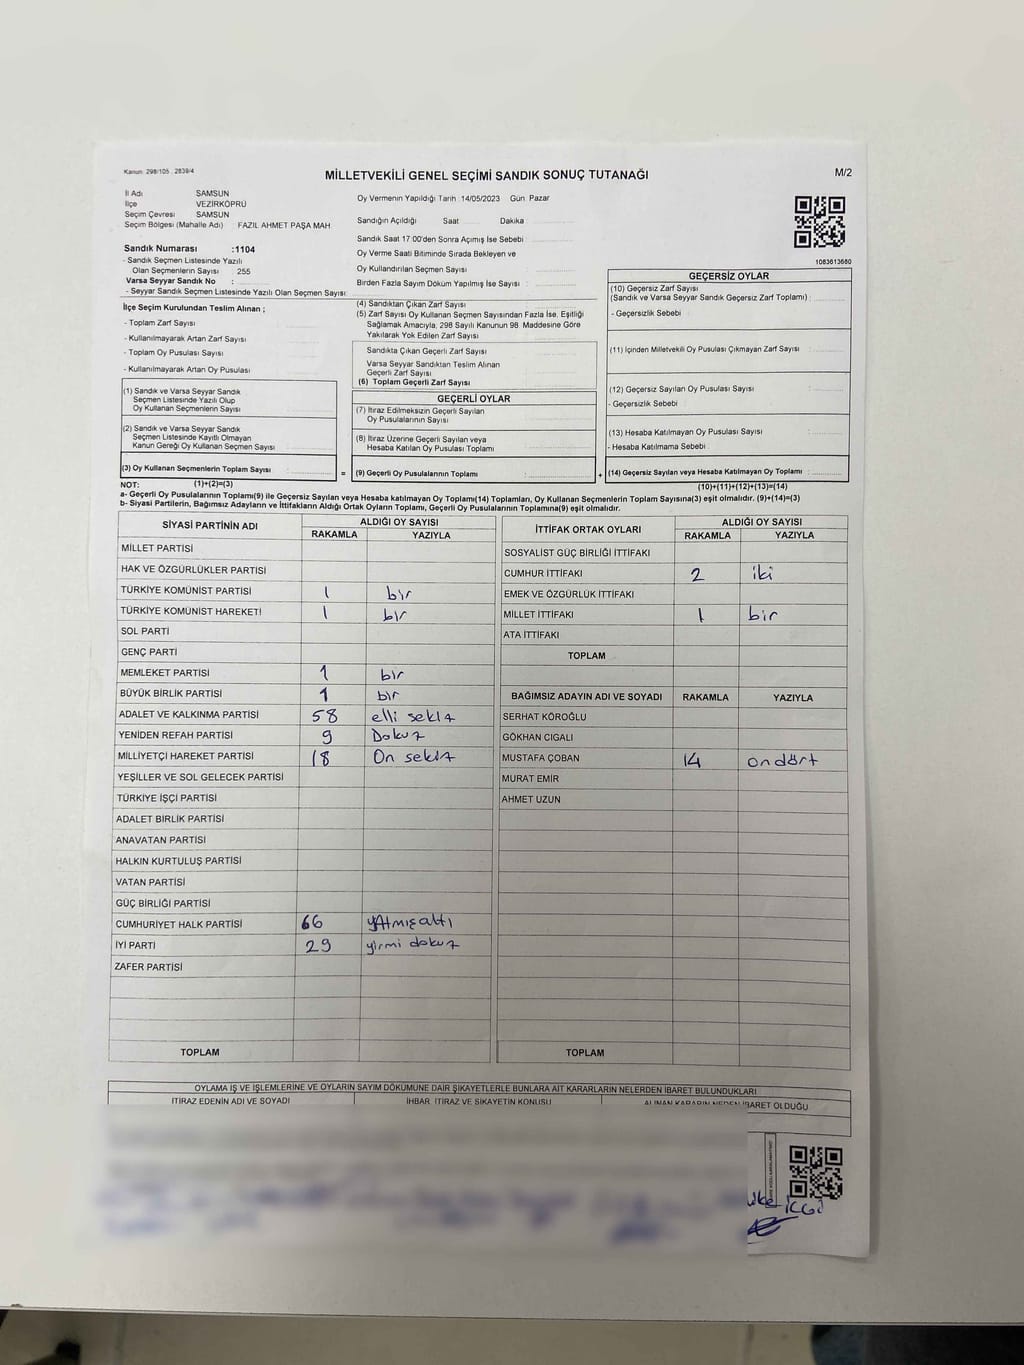 Kanun: 298/105 . 2839/4
MİLLETVEKİLİ GENEL SEÇİMİ SANDIK SONUÇ TUTANAĞI
M/2
İl Adı SAMSUN
İlçe VEZİRKÖPRÜ
Seçim Çevresi SAMSUN
Seçim Bölgesi (Mahalle Adı) FAZIL AHMET PAŞA MAH
Sandık Numarası :1104
- Sandık Seçmen Listesinde Yazılı
Olan Seçmenlerin Sayısı : 255
Varsa Seyyar Sandık No :
- Seyyar Sandık Seçmen Listesinde Yazılı Olan Seçmen Sayısı:
Oy Vermenin Yapıldığı Tarih :14/05/2023 Gün Pazar
Sandığın Açıldığı Saat Dakika
Sandık Saat 17:00'den Sonra Açımış İse Sebebi
Oy Verme Saati Bitiminde Sırada Bekleyen ve
Oy Kullandırılan Seçmen Sayısı
Birden Fazla Sayım Döküm Yapılmış İse Sayısı :
1083613680
İlçe Seçim Kurulundan Teslim Alınan ;
- Toplam Zarf Sayısı
- Kullanılmayarak Artan Zarf Sayısı
- Toplam Oy Pusulası Sayısı
- Kullanılmayarak Artan Oy Pusulası
(4) Sandıktan Çıkan Zarf Sayısı
(5) Zarf Sayısı Oy Kullanan Seçmen Sayısından Fazla İse, Eşitliği
Sağlamak Amacıyla, 298 Sayılı Kanunun 98. Maddesine Göre
Yakılarak Yok Edilen Zarf Sayısı
Sandıkta Çıkan Geçerli Zarf Sayısı
Varsa Seyyar Sandıktan Teslim Alınan
Geçerli Zarf Sayısı
(6) Toplam Geçerli Zarf Sayısı
GEÇERSİZ OYLAR
(10) Geçersiz Zarf Sayısı
(Sandık ve Varsa Seyyar Sandık Geçersiz Zarf Toplamı)
- Geçersizlik Sebebi
(11) İçinden Milletvekili Oy Pusulası Çıkmayan Zarf Sayısı
(12) Geçersiz Sayılan Oy Pusulası Sayısı
- Geçersizlik Sebebi
(13) Hesaba Katılmayan Oy Pusulası Sayısı
- Hesaba Katılmama Sebebi
(14) Geçersiz Sayılan veya Hesaba Katılmayan Oy Toplamı
(10)+(11)+(12)+(13)=(14)
(1) Sandık ve Varsa Seyyar Sandık
Seçmen Listesinde Yazılı Olup
Oy Kullanan Seçmenlerin Sayısı
(2) Sandık ve Varsa Seyyar Sandık
Seçmen Listesinde Kayıtlı Olmayan
Kanun Gereği Oy Kullanan Seçmen Sayısı
(3) Oy Kullanan Seçmenlerin Toplam Sayısı =
(1)+(2)=(3)
GEÇERLİ OYLAR
(7) İtiraz Edilmeksizin Geçerli Sayılan
Oy Pusulalarının Sayısı
(8) İtiraz Üzerine Geçerli Sayılan veya
Hesaba Katılan Oy Pusulası Toplamı
(9) Geçerli Oy Pusulalarının Toplamı +
NOT:
a- Geçerli Oy Pusulalarının Toplamı(9) ile Geçersiz Sayılan veya Hesaba katılmayan Oy Toplamı(14) Toplamları, Oy Kullanan Seçmenlerin Toplam Sayısına(3) eşit olmalıdır. (9)+(14)=(3)
b- Siyasi Partilerin, Bağımsız Adayların ve İttifakların Aldığı Ortak Oyların Toplamı, Geçerli Oy Pusulalarının Toplamına(9) eşit olmalıdır.
SİYASİ PARTİNİN ADI ALDIĞI OY SAYISI
RAKAMLA YAZIYLA
MİLLET PARTİSİ
HAK VE ÖZGÜRLÜKLER PARTİSİ
TÜRKİYE KOMÜNİST PARTİSİ 1 bir
TÜRKİYE KOMÜNİST HAREKETİ 1 bir
SOL PARTİ
GENÇ PARTİ
MEMLEKET PARTİSİ 1 bir
BÜYÜK BİRLİK PARTİSİ 1 bir
ADALET VE KALKINMA PARTİSİ 58 elli sekiz
YENİDEN REFAH PARTİSİ 9 Dokuz
MİLLİYETÇİ HAREKET PARTİSİ 18 On sekiz
YEŞİLLER VE SOL GELECEK PARTİSİ
TÜRKİYE İŞÇİ PARTİSİ
ADALET BİRLİK PARTİSİ
ANAVATAN PARTİSİ
HALKIN KURTULUŞ PARTİSİ
VATAN PARTİSİ
GÜÇ BİRLİĞİ PARTİSİ
CUMHURİYET HALK PARTİSİ 66 yAtmışaltı
İYİ PARTİ 29 yirmi dokuz
ZAFER PARTİSİ
TOPLAM
İTTİFAK ORTAK OYLARI ALDIĞI OY SAYISI
RAKAMLA YAZIYLA
SOSYALİST GÜÇ BİRLİĞİ İTTİFAKI
CUMHUR İTTİFAKI 2 iki
EMEK VE ÖZGÜRLÜK İTTİFAKI
MİLLET İTTİFAKI 1 bir
ATA İTTİFAKI
TOPLAM
BAĞIMSIZ ADAYIN ADI VE SOYADI RAKAMLA YAZIYLA
SERHAT KÖROĞLU
GÖKHAN CIGALI
MUSTAFA ÇOBAN 14 ondört
MURAT EMİR
AHMET UZUN
TOPLAM
OYLAMA İŞ VE İŞLEMLERİNE VE OYLARIN SAYIM DÖKÜMÜNE DAİR ŞİKAYETLERLE BUNLARA AİT KARARLARIN NELERDEN İBARET BULUNDUKLARI
İTİRAZ EDENİN ADI VE SOYADI İHBAR, İTİRAZ VE ŞİKAYETİN KONUSU ALINAN KARARIN NEDEN İBARET OLDUĞU